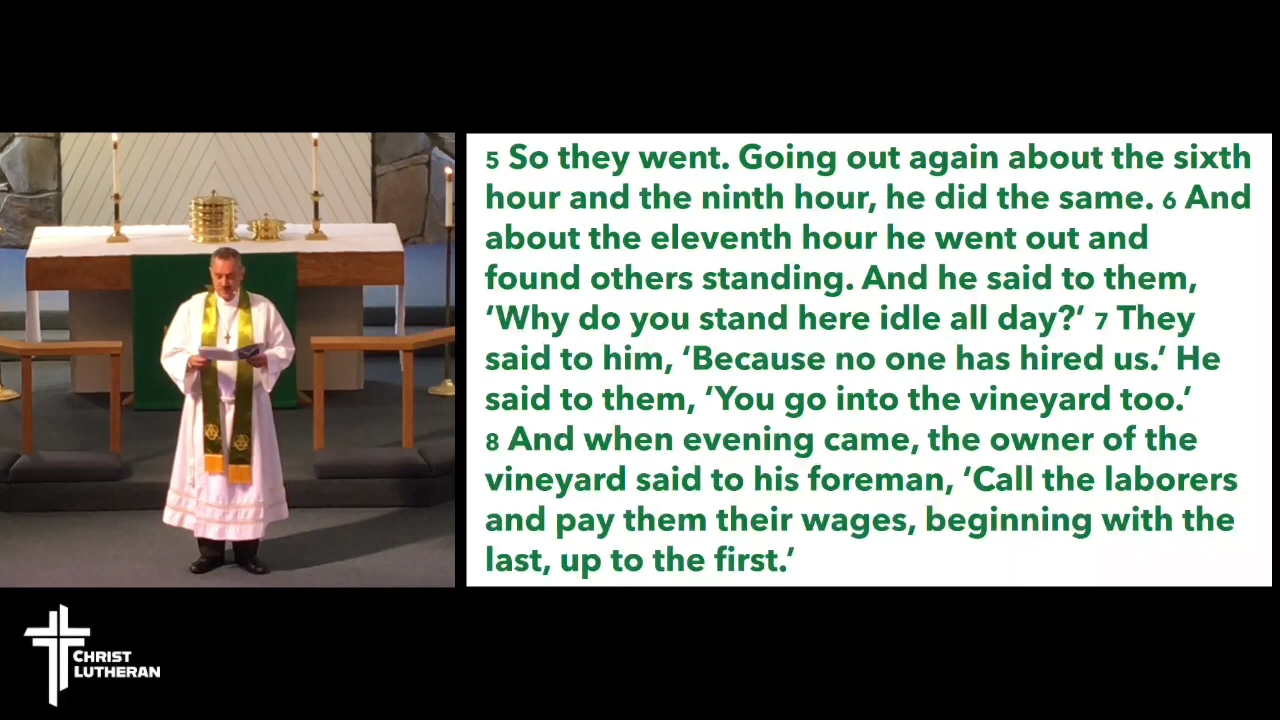 5 So they went. Going out again about the sixth
hour and the ninth hour, he did the same. 6 And
about the eleventh hour he went out and
found others standing. And he said to them,
‘Why do you stand here idle all day?’ 7 They
said to him, ‘Because no one has hired us.’ He
said to them, ‘You go into the vineyard too.’
8 And when evening came, the owner of the
vineyard said to his foreman, ‘Call the laborers
and pay them their wages, beginning with the
last, up to the first.’
CHRIST
LUTHERAN